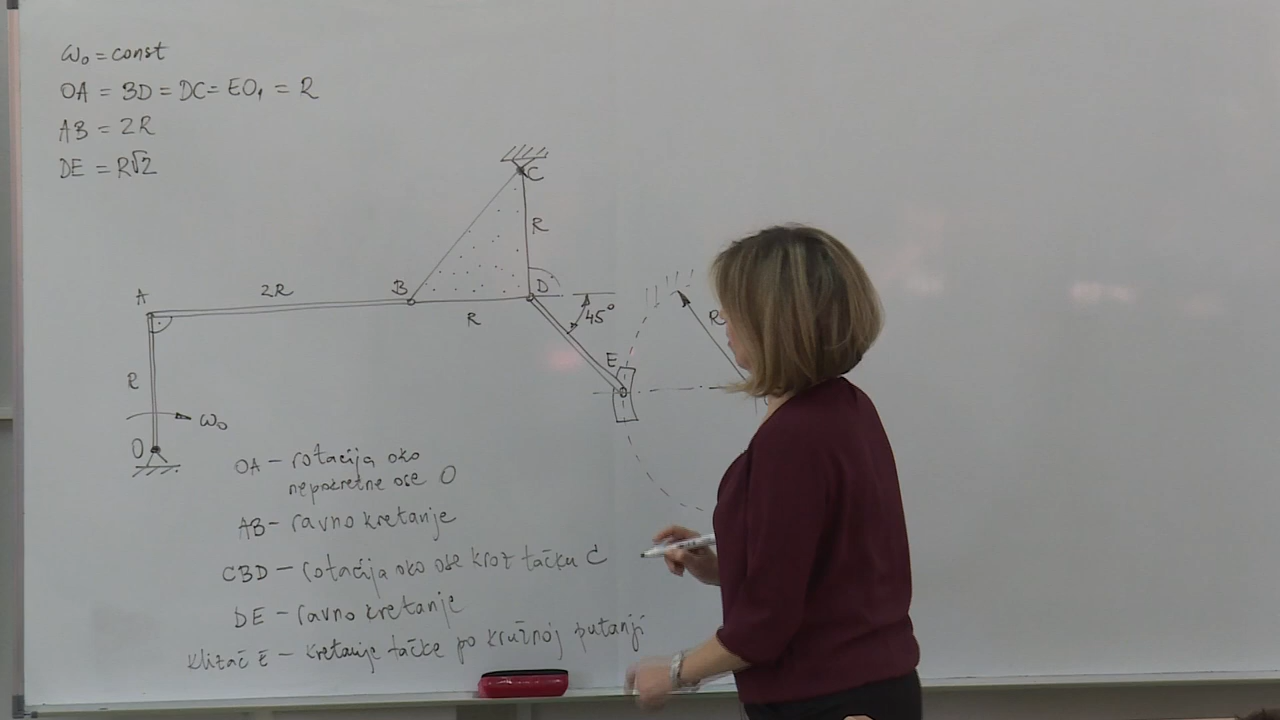 ω₀ = const
OA = BD = DC = EO₁ = R
AB = 2R
DE = R√2
C
R
A
2R
B
D
R
45°
R
E
R
ω₀
O
OA – rotacija oko
nepokretne ose O
AB – ravno kretanje
CBD – rotacija oko ose kroz tačku C
DE – ravno kretanje
klizač E – kretanje tačke po kružnoj putanji